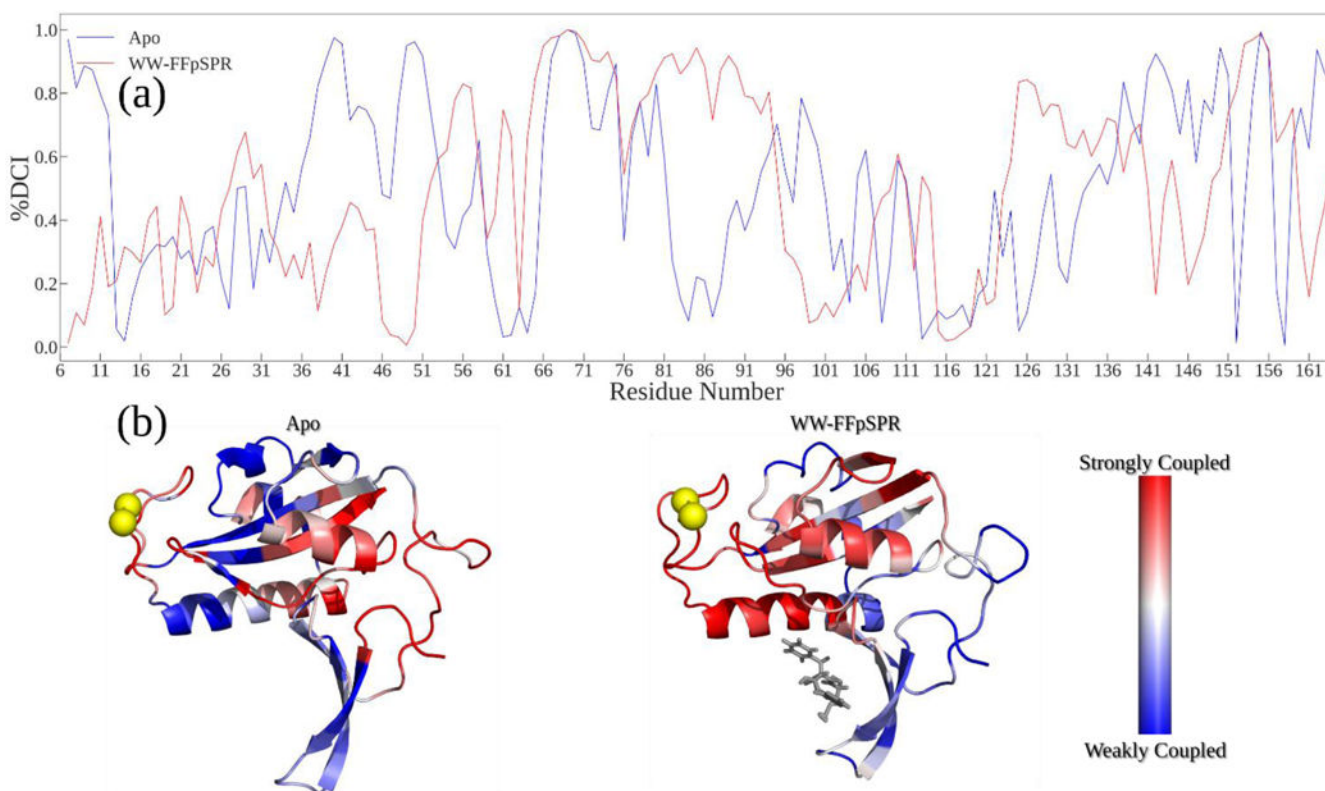 1.0
Apo
WW-FFpSPR
0.8
(a)
0.6
%DCI
0.4
0.2
0.0
6 11 16 21 26 31 36 41 46 51 56 61 66 71 76 81 86 91 96 101 106 111 116 121 126 131 136 141 146 151 156 161
Residue Number
(b)
Apo
WW-FFpSPR
Strongly Coupled
Weakly Coupled